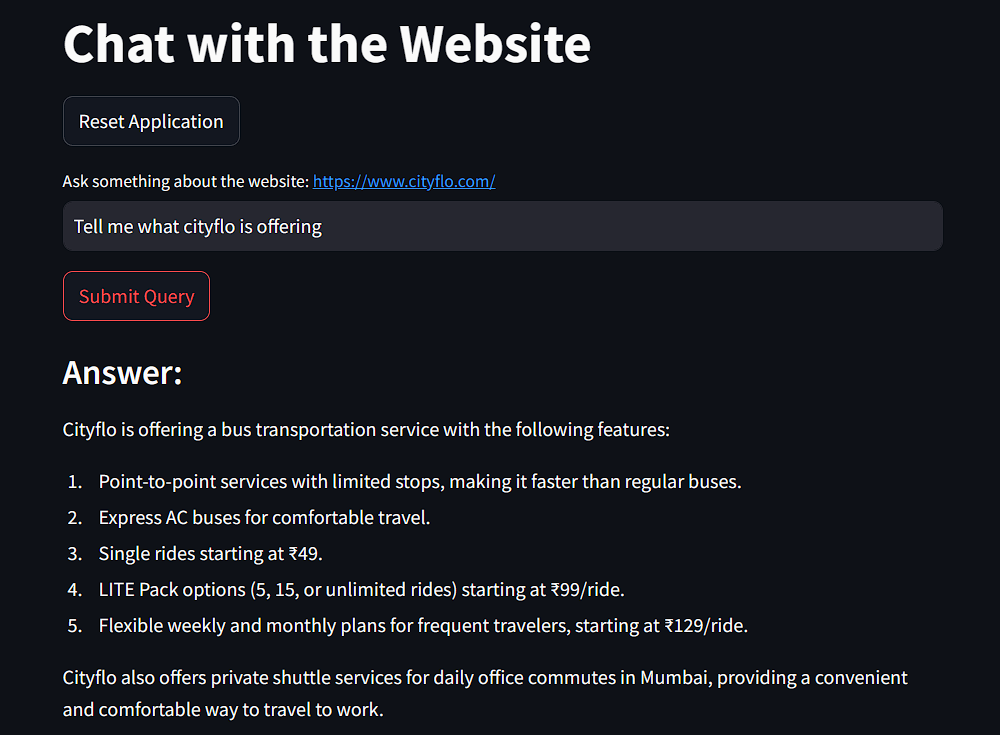 Chat with the Website
Reset Application
Ask something about the website: https://www.cityflo.com/
Tell me what cityflo is offering
Submit Query
Answer:
Cityflo is offering a bus transportation service with the following features:
1. Point-to-point services with limited stops, making it faster than regular buses.
2. Express AC buses for comfortable travel.
3. Single rides starting at ₹49.
4. LITE Pack options (5, 15, or unlimited rides) starting at ₹99/ride.
5. Flexible weekly and monthly plans for frequent travelers, starting at ₹129/ride.
Cityflo also offers private shuttle services for daily office commutes in Mumbai, providing a convenient
and comfortable way to travel to work.